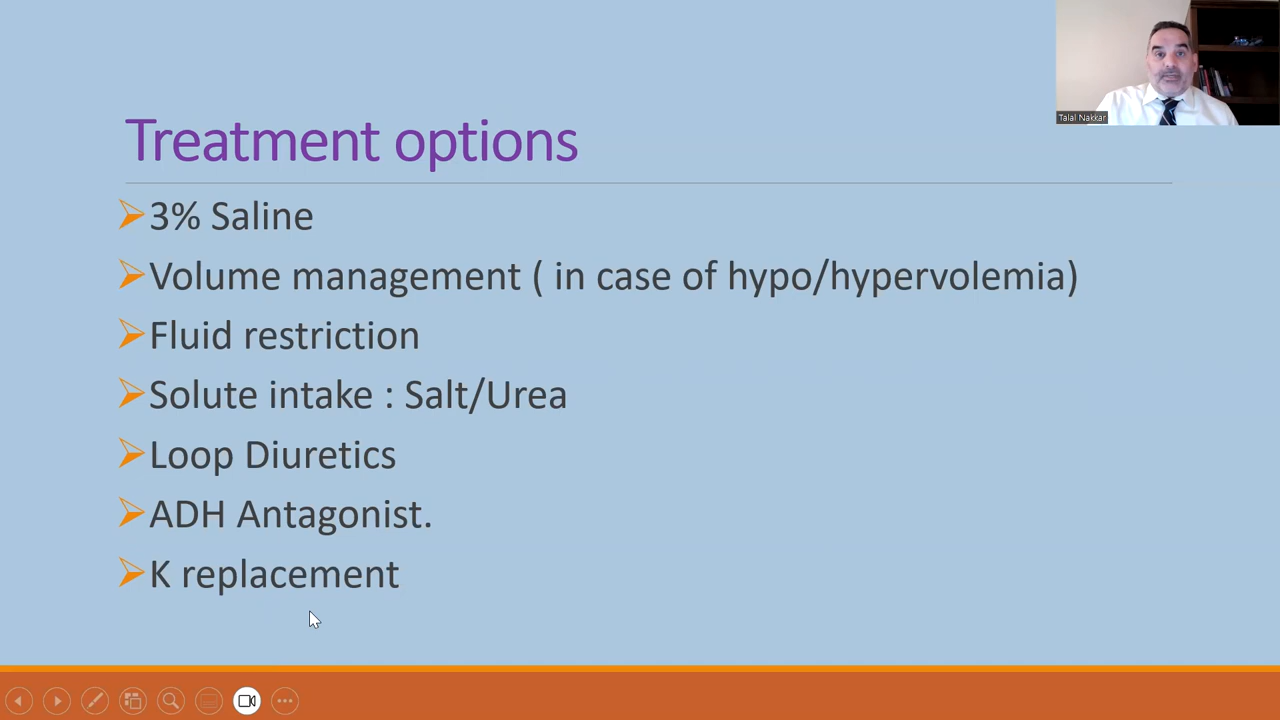 Talal Nakkar
Treatment options
3% Saline
Volume management ( in case of hypo/hypervolemia)
Fluid restriction
Solute intake : Salt/Urea
Loop Diuretics
ADH Antagonist.
K replacement